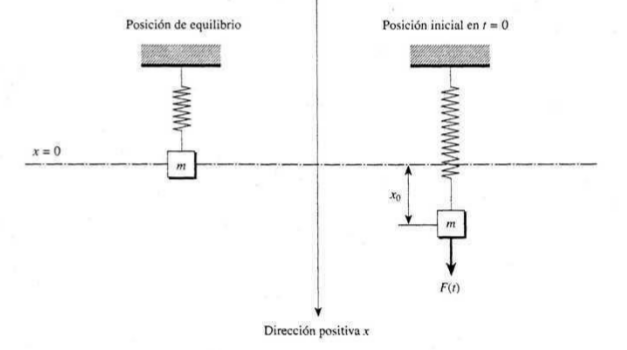 Posición de equilibrio
Posición inicial en t = 0
x = 0
m
x₀
m
F(t)
Dirección positiva x